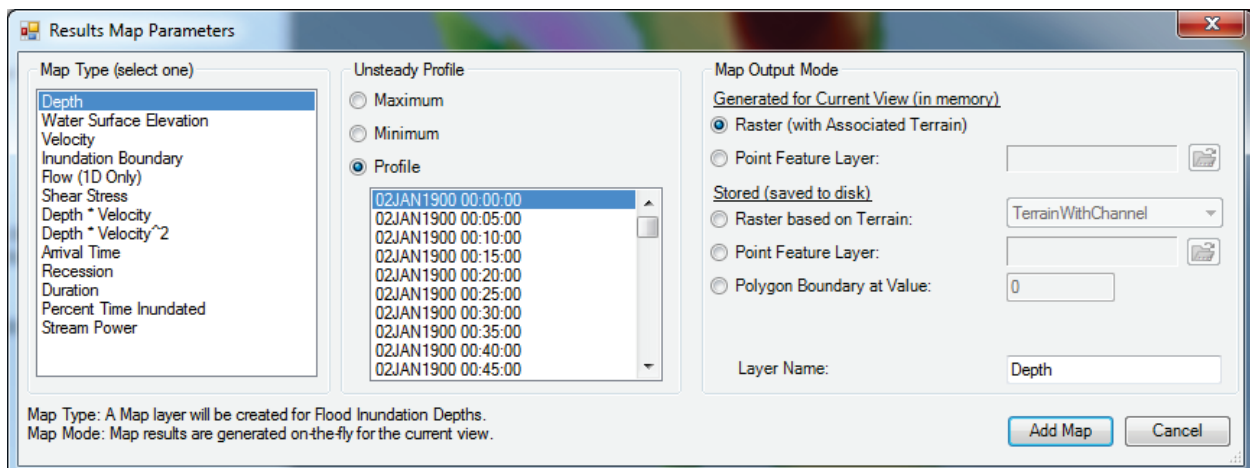 Results Map Parameters
Map Type (select one)
Depth
Water Surface Elevation
Velocity
Inundation Boundary
Flow (1D Only)
Shear Stress
Depth * Velocity
Depth * Velocity^2
Arrival Time
Recession
Duration
Percent Time Inundated
Stream Power
Unsteady Profile
Maximum
Minimum
Profile
02JAN1900 00:00:00
02JAN1900 00:05:00
02JAN1900 00:10:00
02JAN1900 00:15:00
02JAN1900 00:20:00
02JAN1900 00:25:00
02JAN1900 00:30:00
02JAN1900 00:35:00
02JAN1900 00:40:00
02JAN1900 00:45:00
Map Output Mode
Generated for Current View (in memory)
Raster (with Associated Terrain)
Point Feature Layer:
Stored (saved to disk)
Raster based on Terrain: TerrainWithChannel
Point Feature Layer:
Polygon Boundary at Value: 0
Layer Name: Depth
Map Type: A Map layer will be created for Flood Inundation Depths.
Map Mode: Map results are generated on-the-fly for the current view.
Add Map Cancel